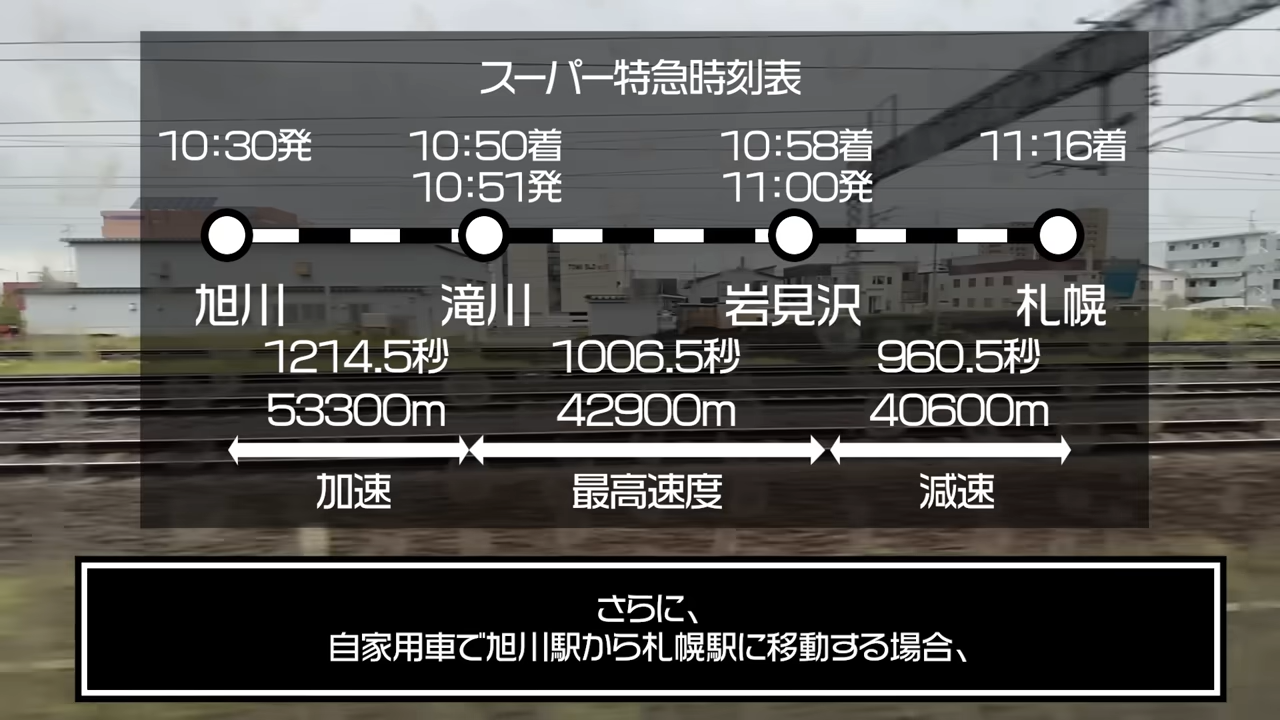 スーパー特急時刻表
10:30発 10:50着 10:58着 11:16着
10:51発 11:00発
旭川 滝川 岩見沢 札幌
1214.5秒 1006.5秒 960.5秒
53300m 42900m 40600m
加速 最高速度 減速
さらに、
自家用車で旭川駅から札幌駅に移動する場合、